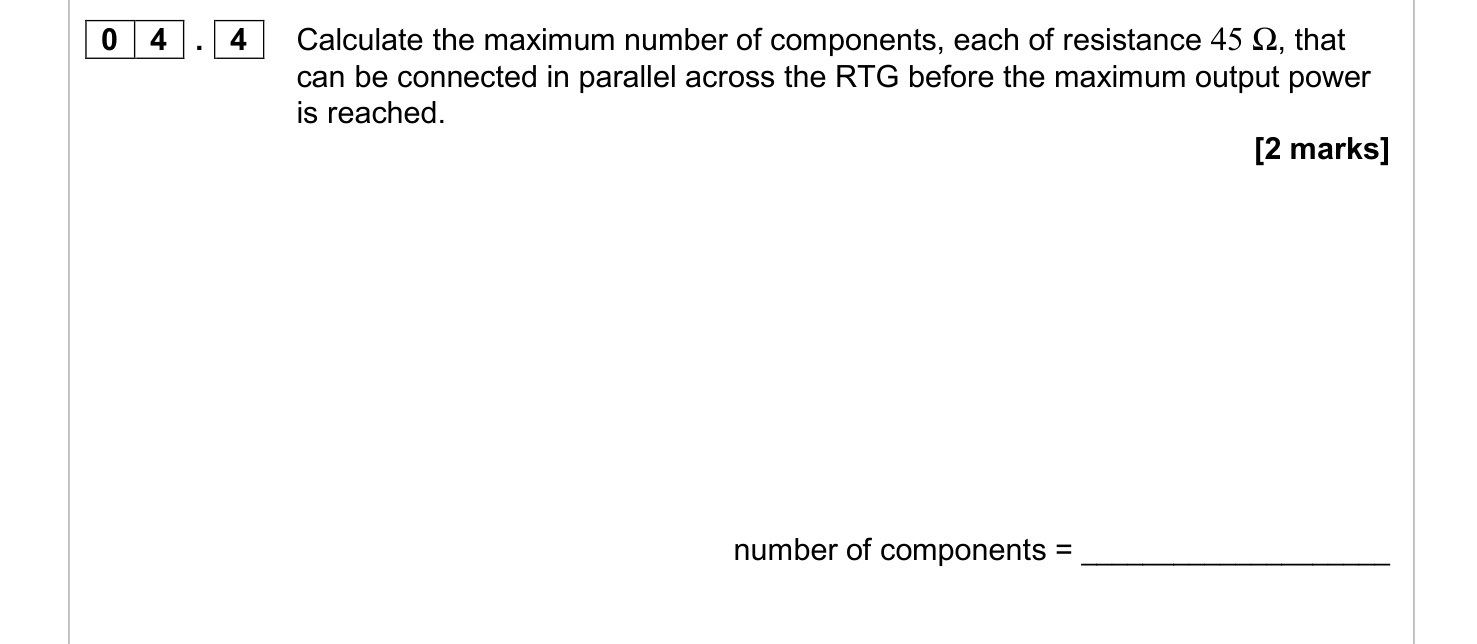 0 4 . 4 Calculate the maximum number of components, each of resistance 45 Ω, that
can be connected in parallel across the RTG before the maximum output power
is reached.
[2 marks]
number of components = ____________________